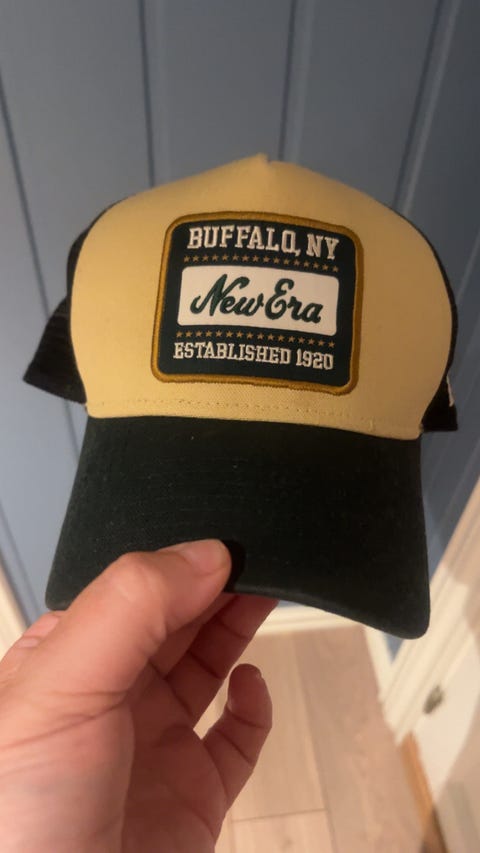 BUFFALO, NY
New Era
ESTABLISHED 1920